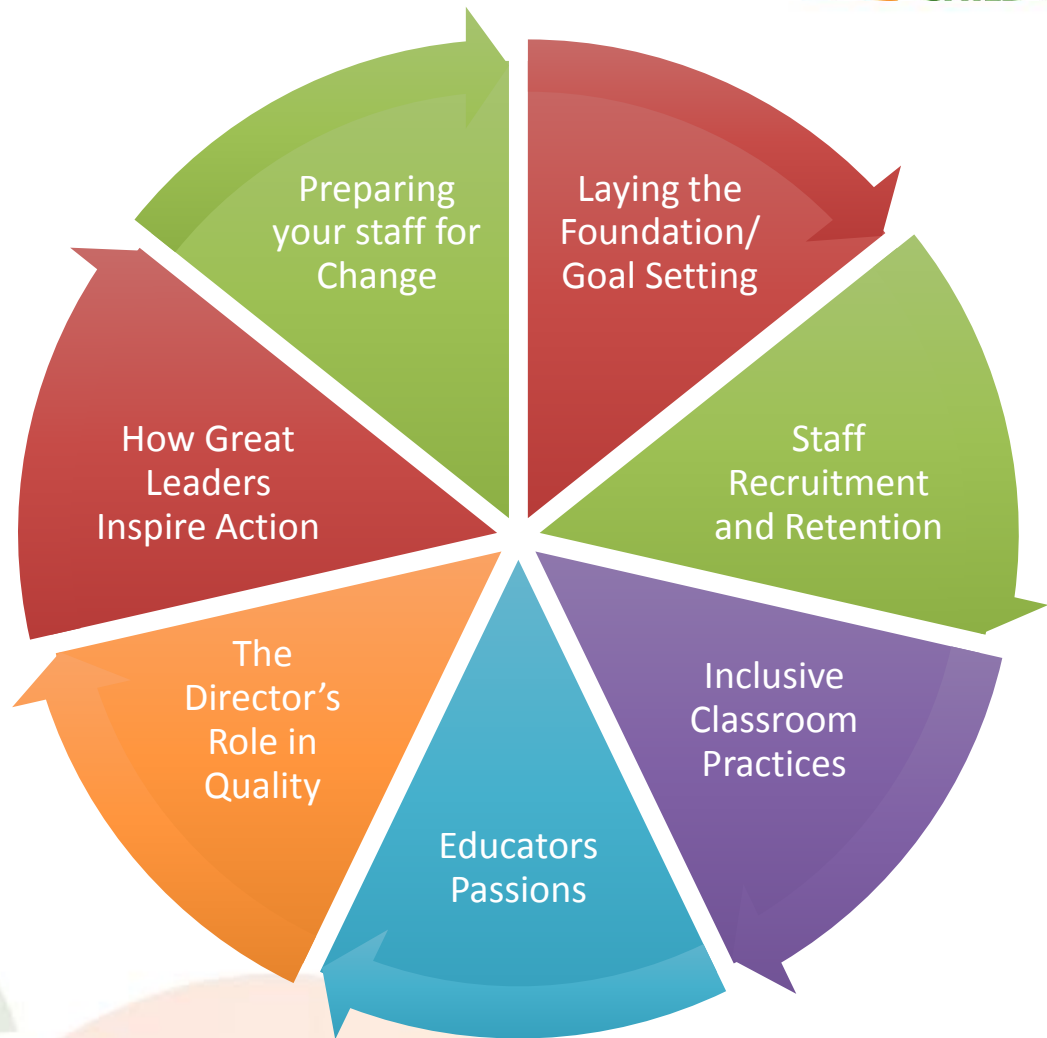 Preparing
your staff for
Change
Laying the
Foundation/
Goal Setting
Staff
Recruitment
and Retention
Inclusive
Classroom
Practices
Educators
Passions
The
Director’s
Role in
Quality
How Great
Leaders
Inspire Action